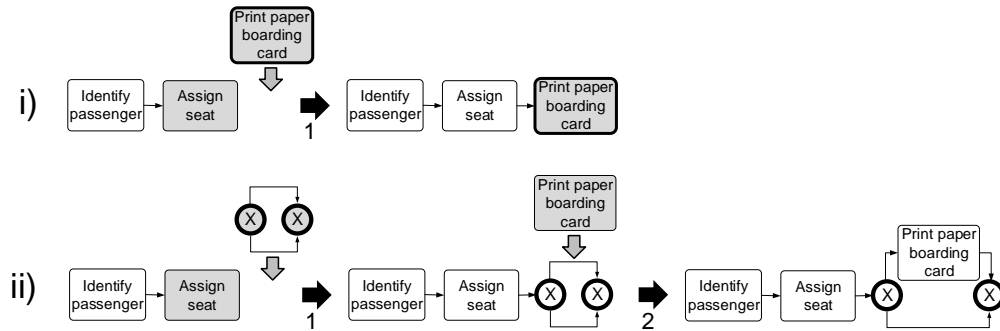 Print paper
boarding
card
i)
Identify
passenger
Assign
seat
1
Identify
passenger
Assign
seat
Print paper
boarding
card
ii)
X
X
Identify
passenger
Assign
seat
1
Print paper
boarding
card
Identify
passenger
Assign
seat
X
X
2
Identify
passenger
Assign
seat
X
Print paper
boarding
card
X